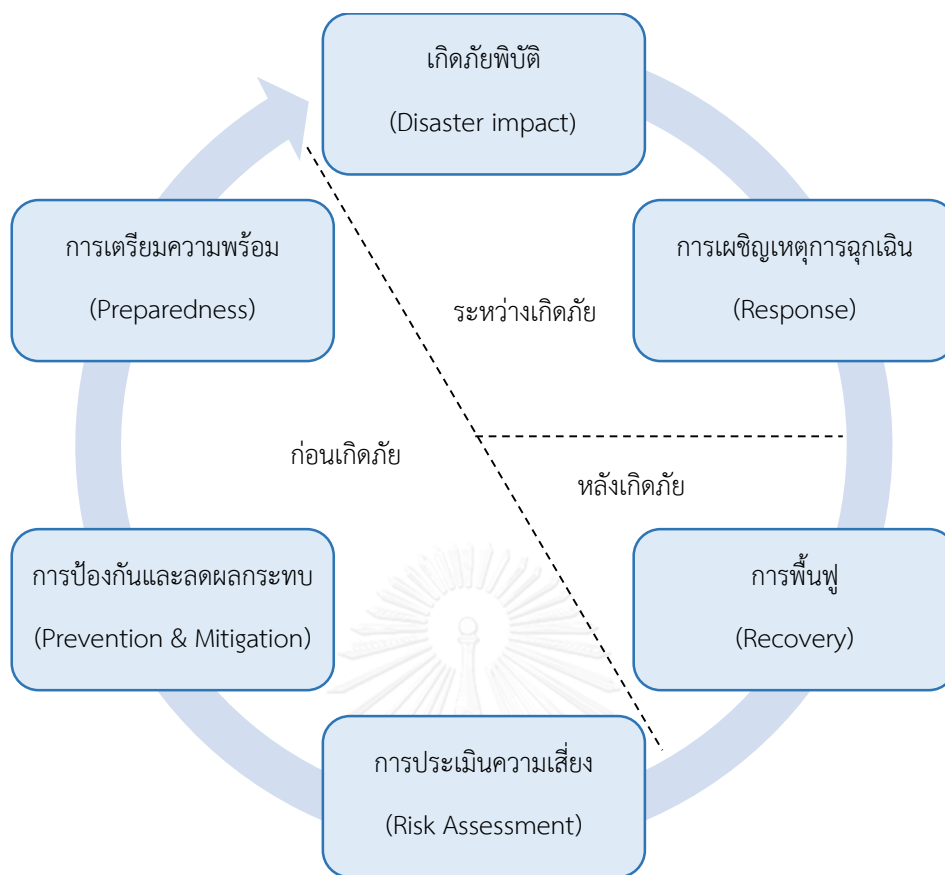 เกิดภัยพิบัติ
(Disaster impact)
การเตรียมความพร้อม
(Preparedness)
การเผชิญเหตุการฉุกเฉิน
(Response)
ระหว่างเกิดภัย
ก่อนเกิดภัย
หลังเกิดภัย
การป้องกันและลดผลกระทบ
(Prevention & Mitigation)
การพื้นฟู
(Recovery)
การประเมินความเสี่ยง
(Risk Assessment)